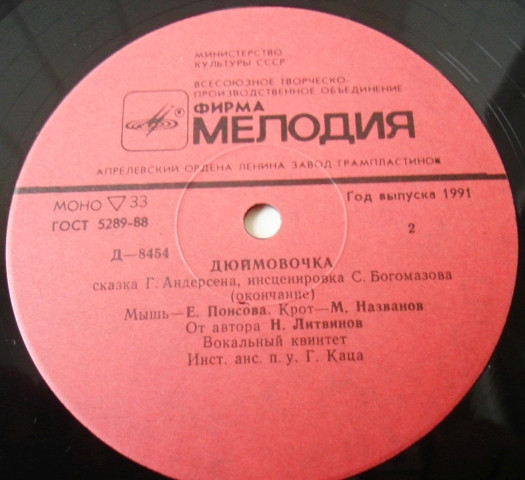 МИНИСТЕРСТВО
КУЛЬТУРЫ СССР
ВСЕСОЮЗНОЕ ТВОРЧЕСКО-
ПРОИЗВОДСТВЕННОЕ ОБЪЕДИНЕНИЕ
ФИРМА
МЕЛОДИЯ
®
АПРЕЛЕВСКИЙ ОРДЕНА ЛЕНИНА ЗАВОД ГРАМПЛАСТИНОК
МОНО ▽ 33
ГОСТ 5289-88
Год выпуска 1991
2
Д—8454
ДЮЙМОВОЧКА
сказка Г. Андерсена, инсценировка С. Богомазова
(окончание)
Мышь—Е. Понсова. Крот—М. Названов
От автора Н. Литвинов
Вокальный квинтет
Инст. анс. п. у. Г. Каца